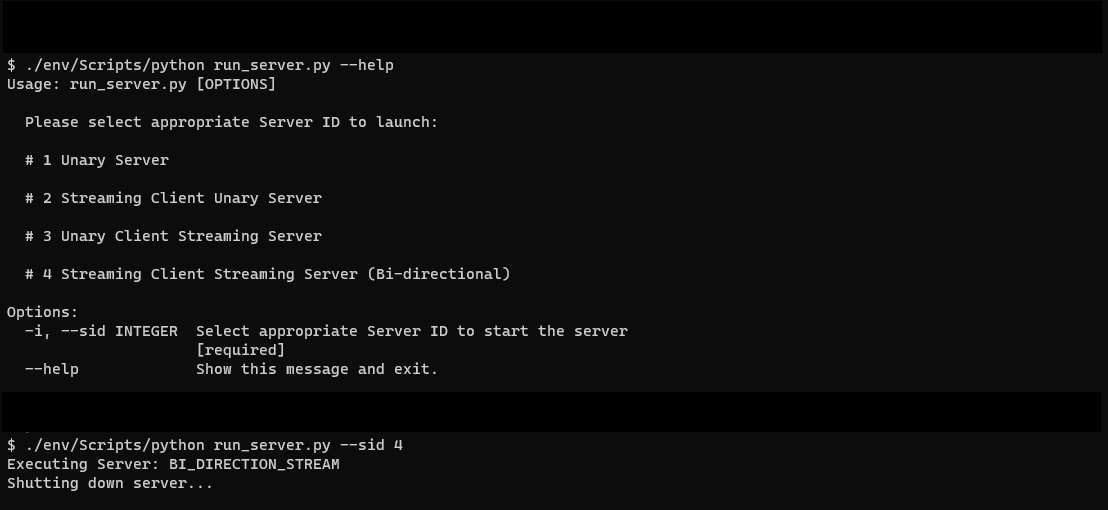 $ ./env/Scripts/python run_server.py --help
Usage: run_server.py [OPTIONS]
Please select appropriate Server ID to launch:
# 1 Unary Server
# 2 Streaming Client Unary Server
# 3 Unary Client Streaming Server
# 4 Streaming Client Streaming Server (Bi-directional)
Options:
-i, --sid INTEGER  Select appropriate Server ID to start the server
[required]
--help             Show this message and exit.
$ ./env/Scripts/python run_server.py --sid 4
Executing Server: BI_DIRECTION_STREAM
Shutting down server...